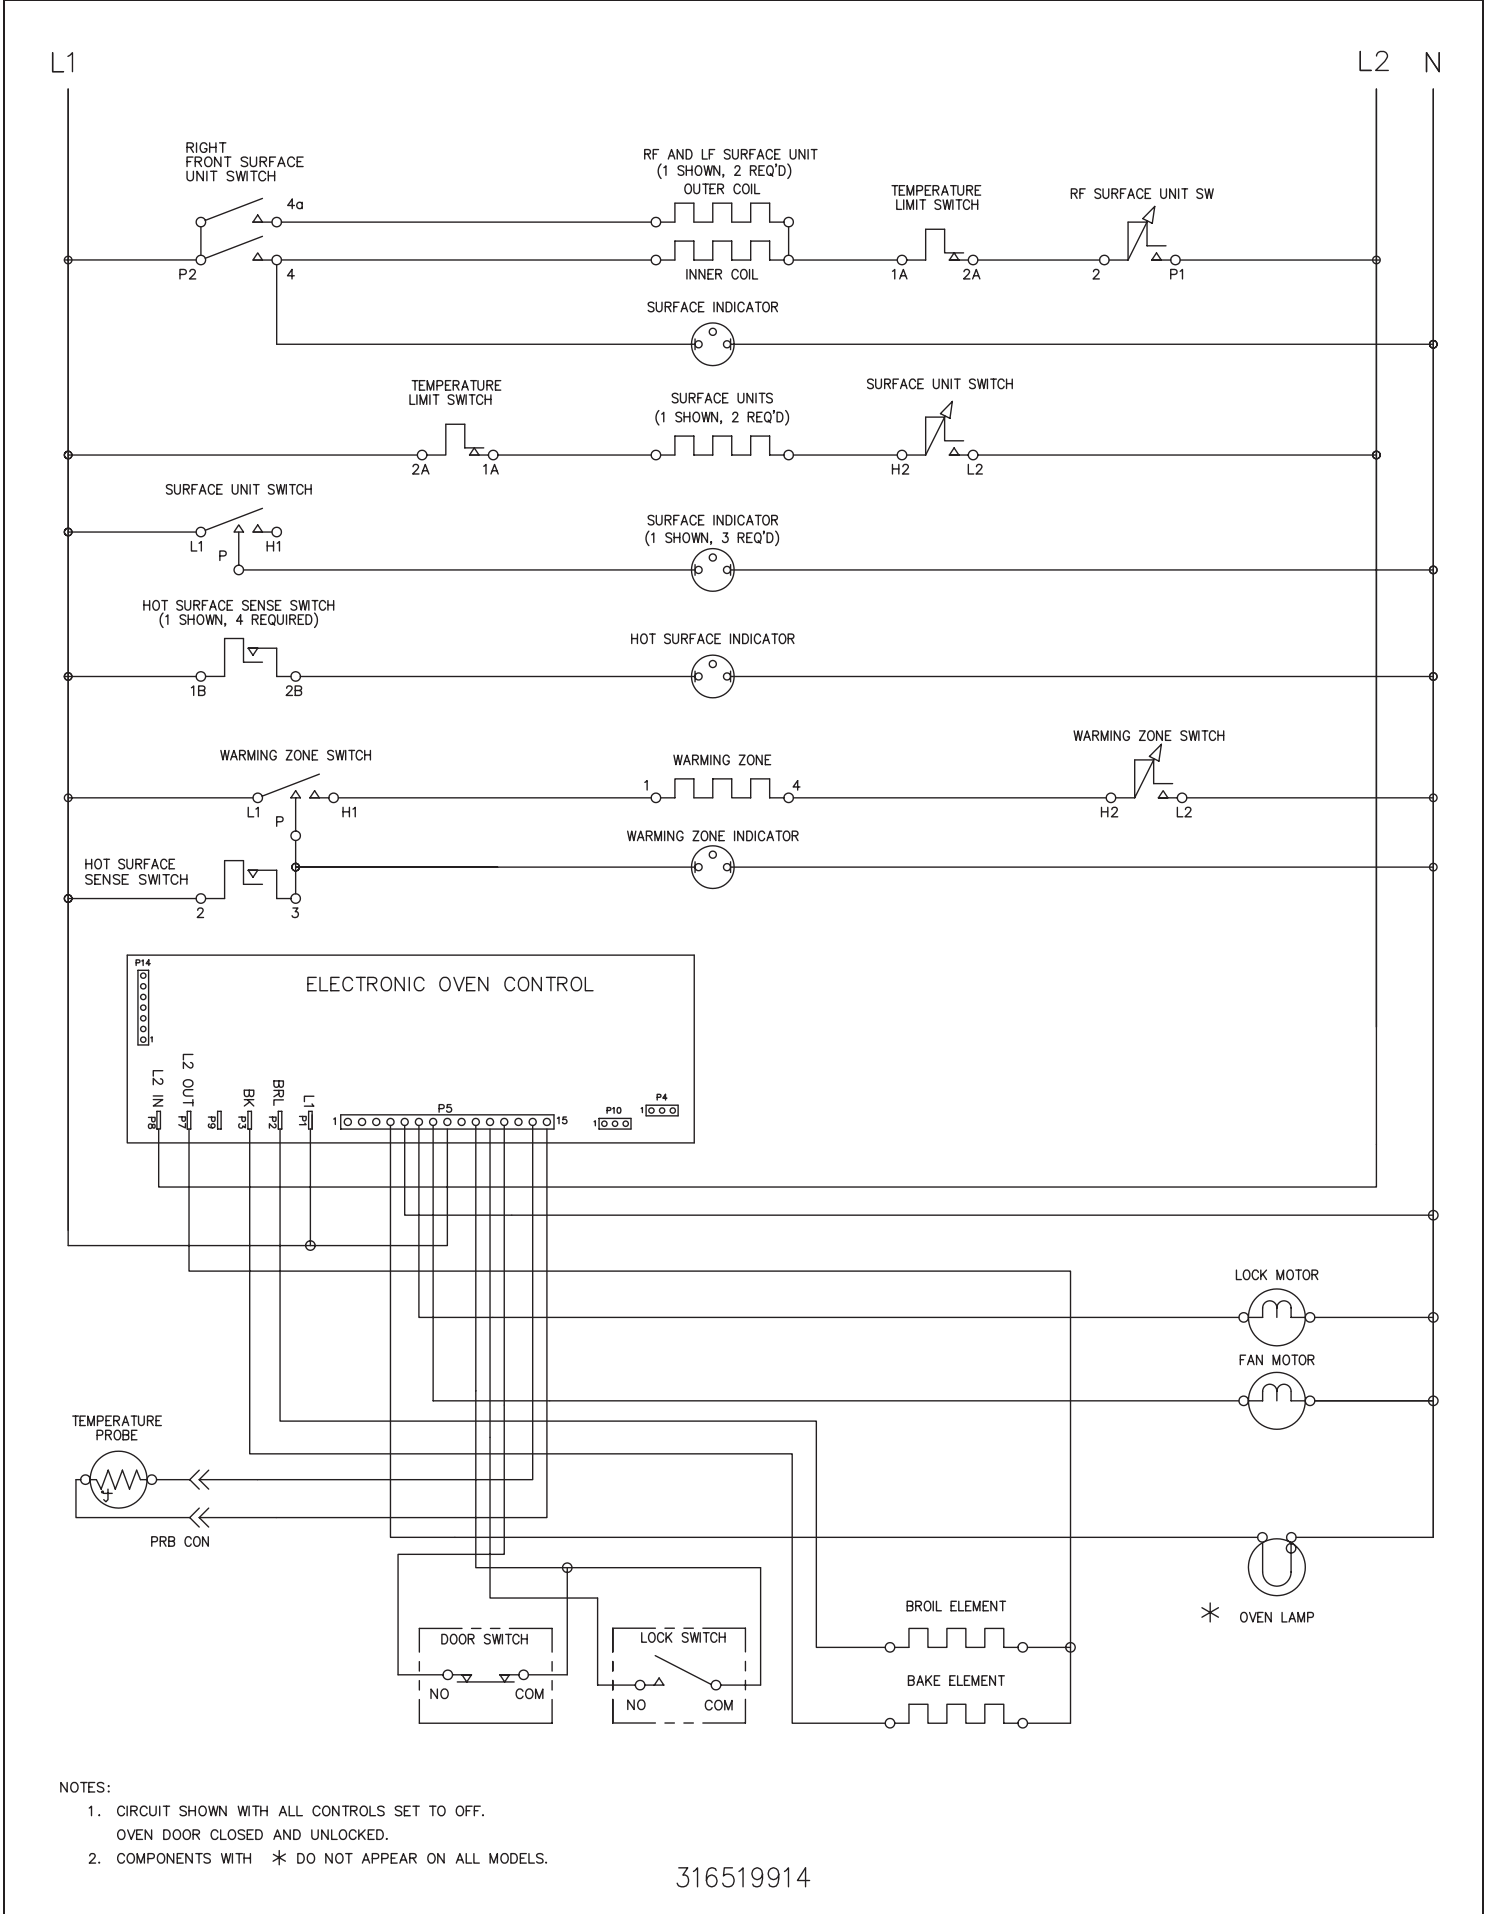 L1
L2 N
RIGHT
FRONT SURFACE
UNIT SWITCH
4a
P2
4
RF AND LF SURFACE UNIT
(1 SHOWN, 2 REQ'D)
OUTER COIL
INNER COIL
TEMPERATURE
LIMIT SWITCH
1A
2A
RF SURFACE UNIT SW
2
P1
SURFACE INDICATOR
TEMPERATURE
LIMIT SWITCH
2A
1A
SURFACE UNITS
(1 SHOWN, 2 REQ'D)
SURFACE UNIT SWITCH
H2
L2
SURFACE UNIT SWITCH
L1
P
H1
SURFACE INDICATOR
(1 SHOWN, 3 REQ'D)
HOT SURFACE SENSE SWITCH
(1 SHOWN, 4 REQUIRED)
1B
2B
HOT SURFACE INDICATOR
WARMING ZONE SWITCH
L1
P
H1
WARMING ZONE
1
4
WARMING ZONE SWITCH
H2
L2
WARMING ZONE INDICATOR
HOT SURFACE
SENSE SWITCH
2
3
P14
1
ELECTRONIC OVEN CONTROL
L2 IN
P8
L2 OUT
P7
P9
BK
P3
BRL
P2
L1
P1
P5
1
15
P10
1
P4
1
LOCK MOTOR
FAN MOTOR
TEMPERATURE
PROBE
PRB CON
DOOR SWITCH
NO
COM
LOCK SWITCH
NO
COM
BROIL ELEMENT
BAKE ELEMENT
* OVEN LAMP
NOTES:
1. CIRCUIT SHOWN WITH ALL CONTROLS SET TO OFF.
OVEN DOOR CLOSED AND UNLOCKED.
2. COMPONENTS WITH * DO NOT APPEAR ON ALL MODELS.
316519914